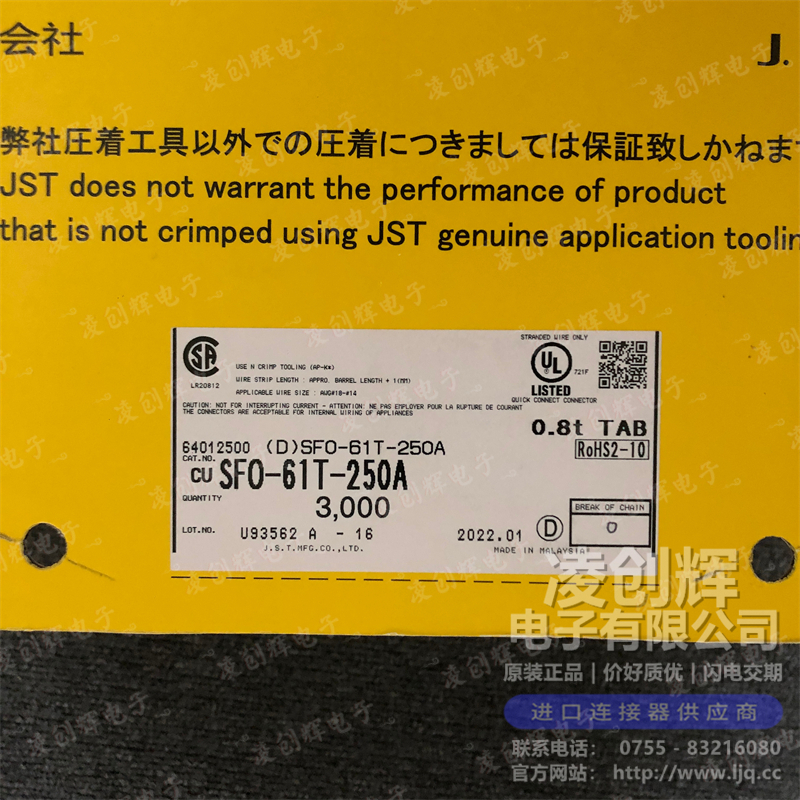 会社
J.
弊社圧着工具以外での圧着につきましては保証致しかねます
JST does not warrant the performance of product
that is not crimped using JST genuine application toolin
LR20812
USE N CRIMP TOOLING (AP-K*)
WIRE STRIP LENGTH : APPRO. BARREL LENGTH + 1(MM)
APPLICABLE WIRE SIZE : AWG#18-#14
STRANDED WIRE ONLY
UL
721F
LISTED
QUICK CONNECT CONNECTOR
CAUTION: NOT FOR INTERRUPTING CURRENT - ATTENTION: NE PAS EMPLOYER POUR LA RUPTURE DE COURANT
THE CONNECTORS ARE ACCEPTABLE FOR INTERNAL WIRING OF APPLIANCES
0.8t TAB
64012500 (D)SFO-61T-250A
RoHS2-10
CAT.NO.
CU SFO-61T-250A
QUANTITY
3,000
BREAK OF CHAIN
0
LOT.NO. U93562 A - 16
2022.01 D
J.S.T.MFG.CO.,LTD.
MADE IN MALAYSIA
凌创辉电子
凌创辉
电子有限公司
原装正品 | 价好质优 | 闪电交期
进口连接器供应商
联系电话: 0755 - 83216080
官方网站: http://www.ljq.cc